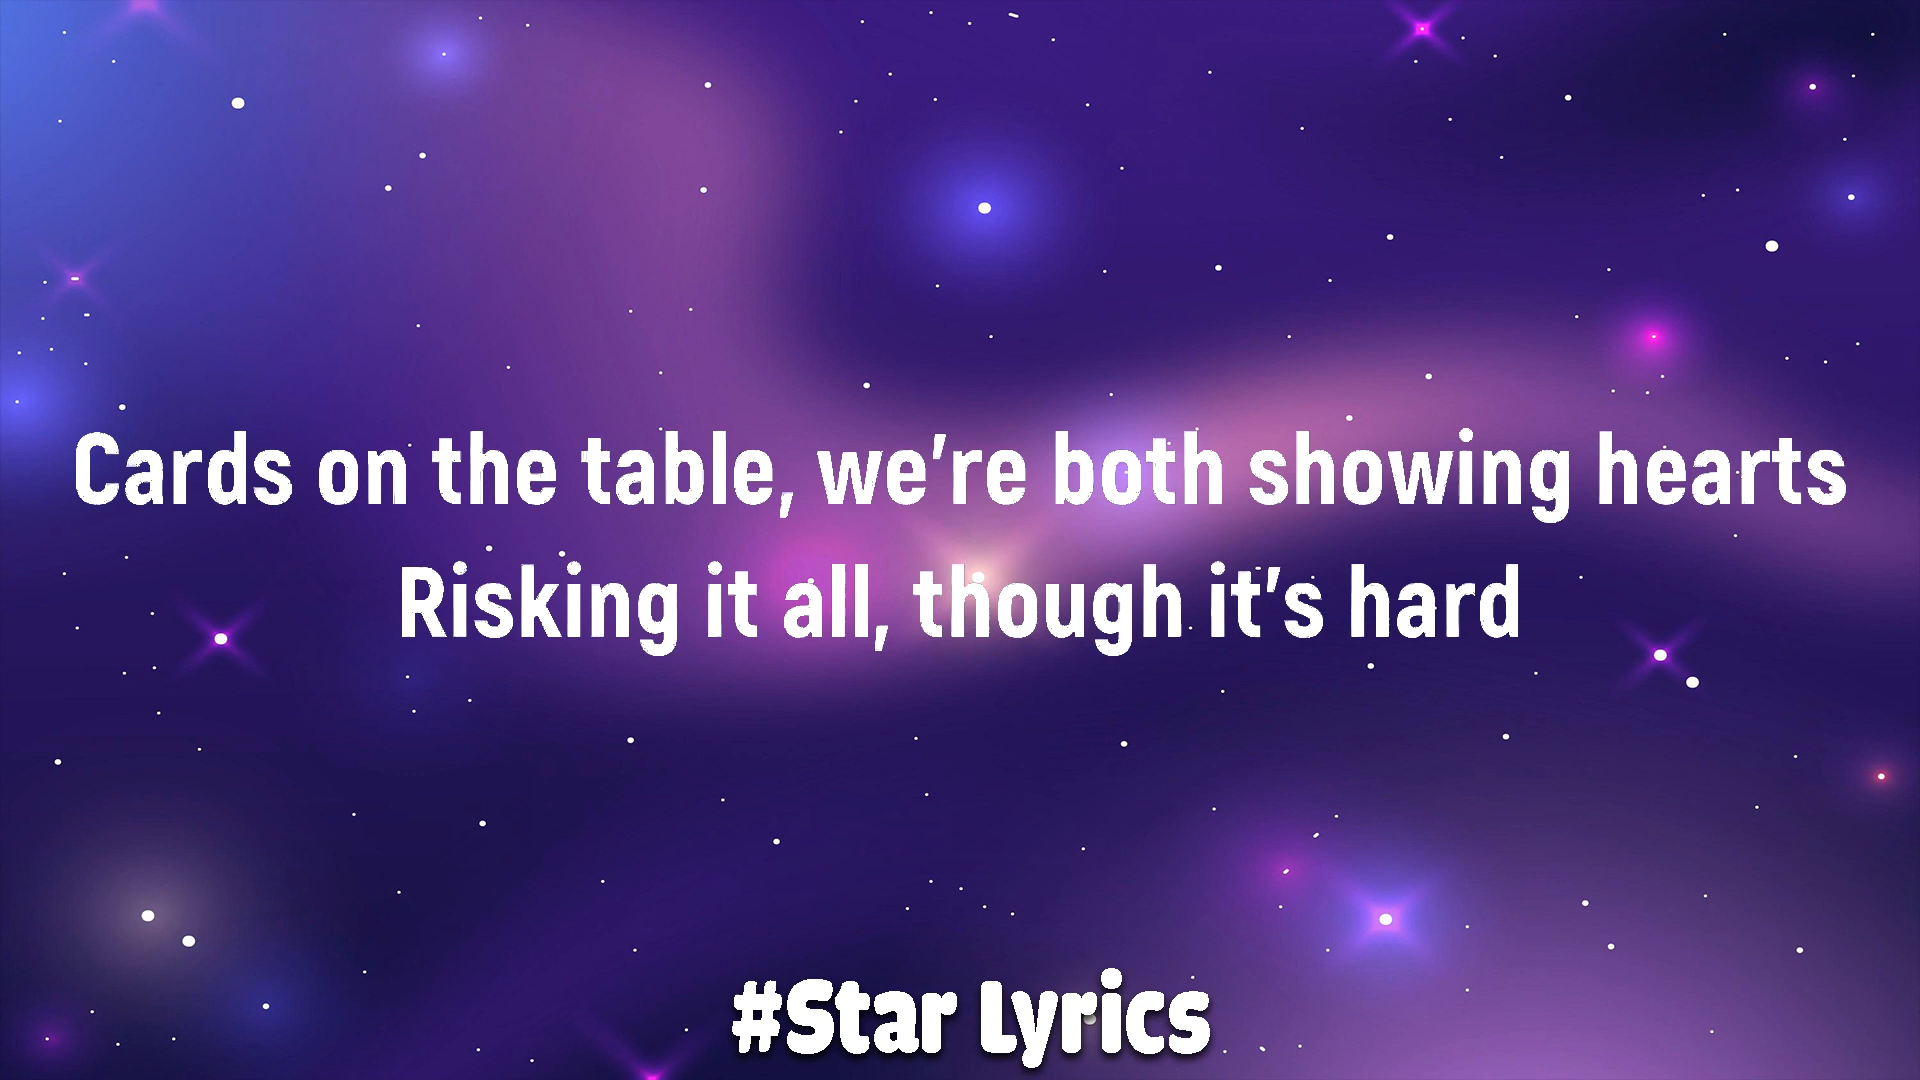 Cards on the table, we’re both showing hearts
Risking it all, though it’s hard
#Star Lyrics